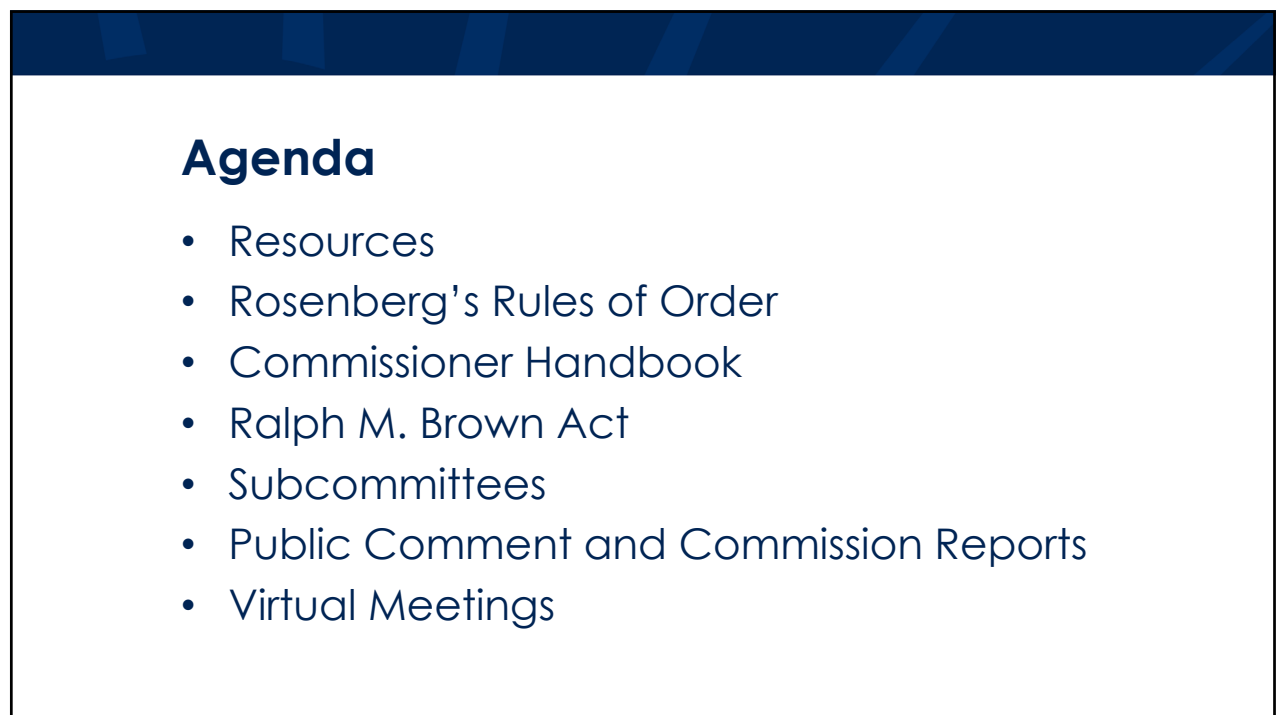 Agenda
• Resources
• Rosenberg’s Rules of Order
• Commissioner Handbook
• Ralph M. Brown Act
• Subcommittees
• Public Comment and Commission Reports
• Virtual Meetings